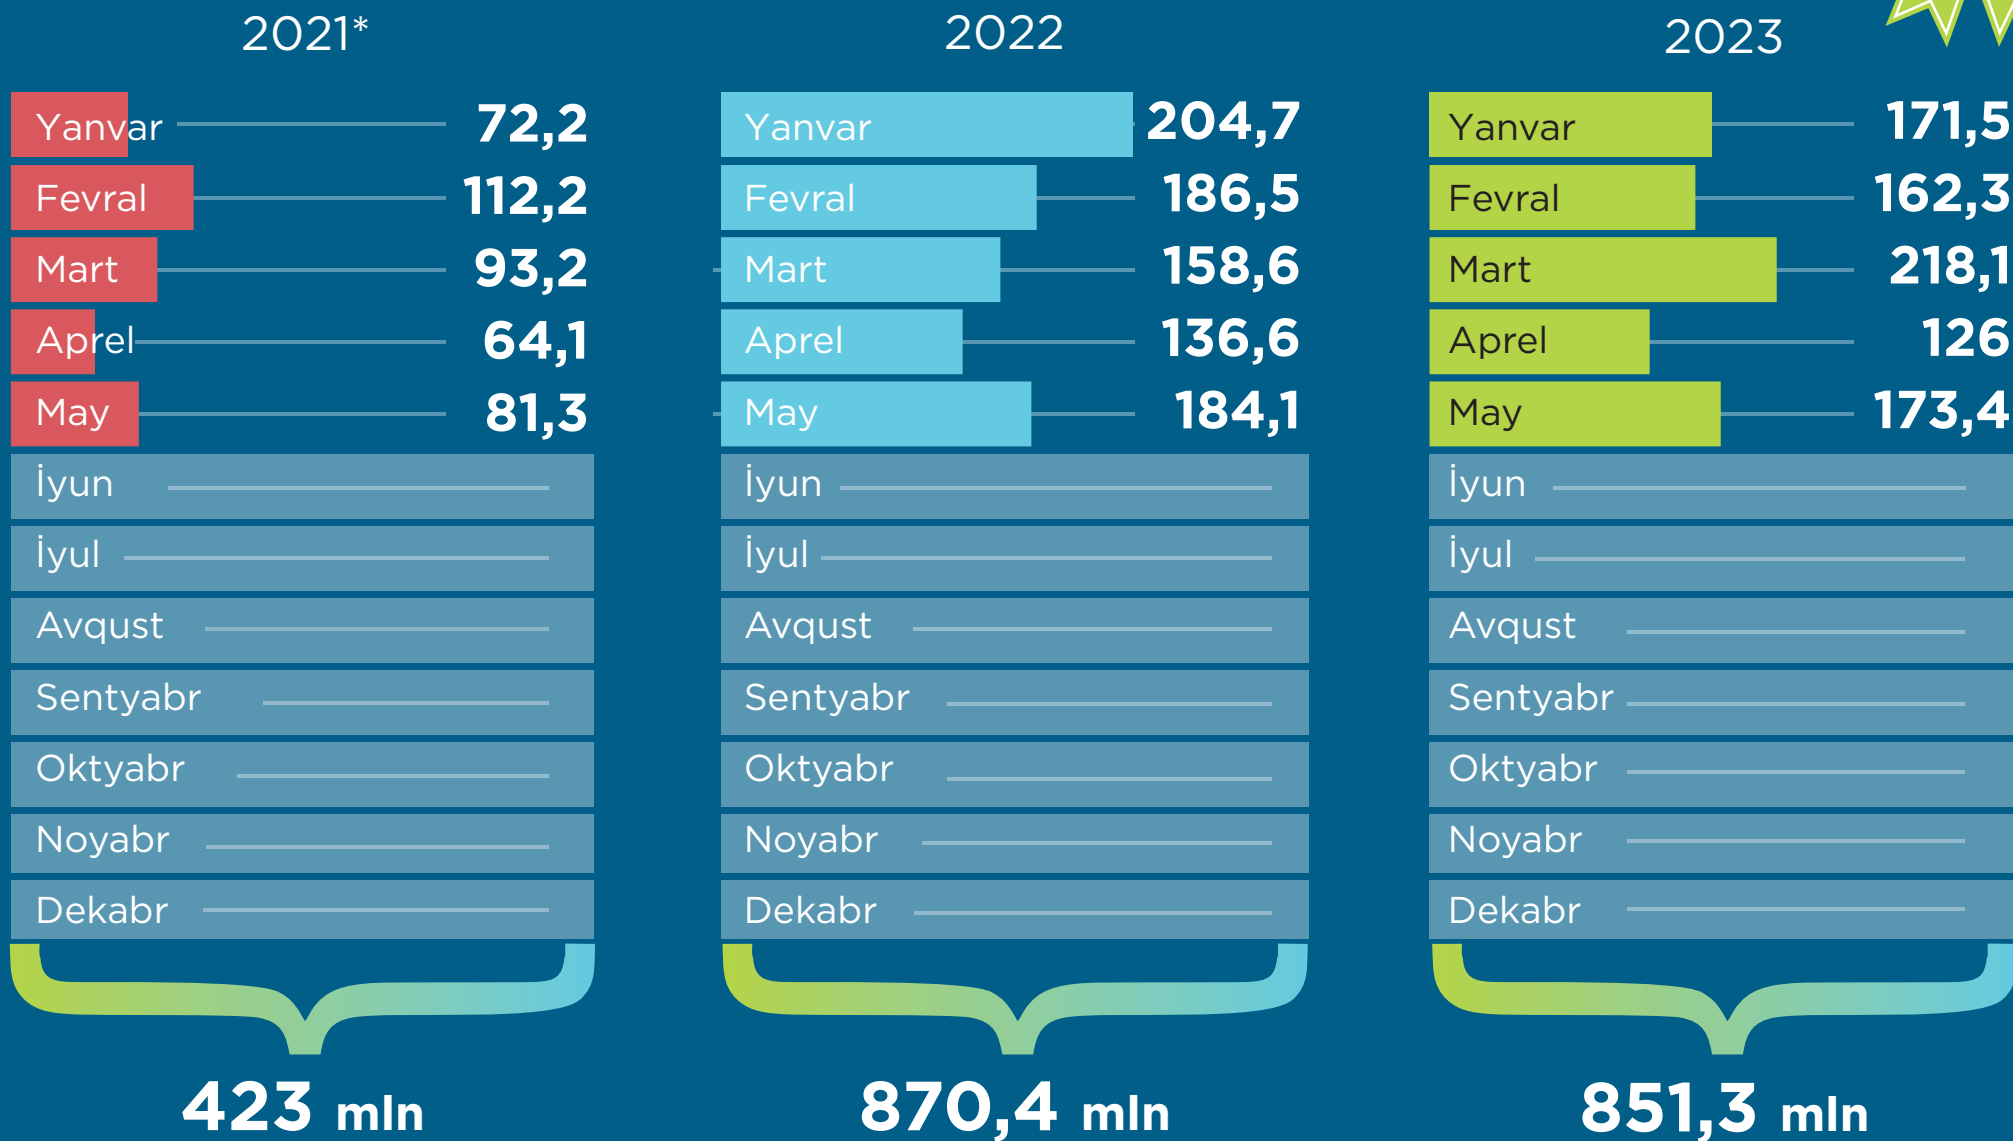 2021*
Yanvar 72,2
Fevral 112,2
Mart 93,2
Aprel 64,1
May 81,3
İyun
İyul
Avqust
Sentyabr
Oktyabr
Noyabr
Dekabr
423 mln
2022
Yanvar 204,7
Fevral 186,5
Mart 158,6
Aprel 136,6
May 184,1
İyun
İyul
Avqust
Sentyabr
Oktyabr
Noyabr
Dekabr
870,4 mln
2023
Yanvar 171,5
Fevral 162,3
Mart 218,1
Aprel 126
May 173,4
İyun
İyul
Avqust
Sentyabr
Oktyabr
Noyabr
Dekabr
851,3 mln